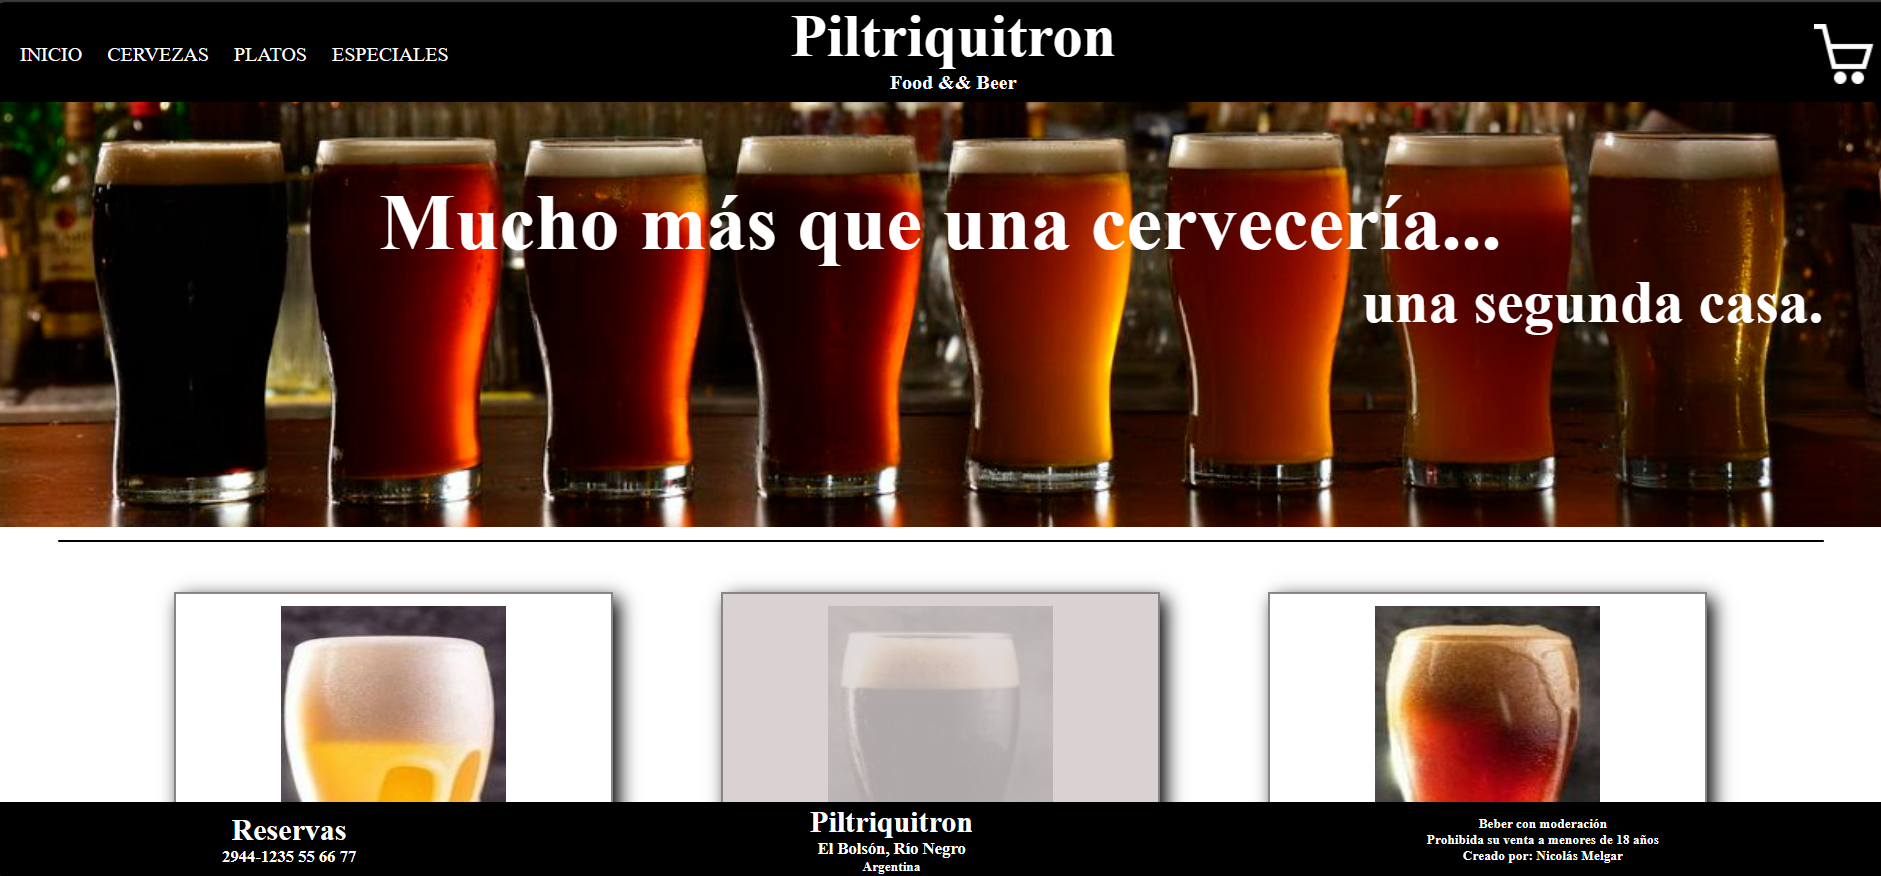 INICIO CERVEZAS PLATOS ESPECIALES
Piltriquitron
Food && Beer
Mucho más que una cervecería...
una segunda casa.
Reservas
2944-1235 55 66 77
Piltriquitron
El Bolsón, Río Negro
Argentina
Beber con moderación
Prohibida su venta a menores de 18 años
Creado por: Nicolás Melgar